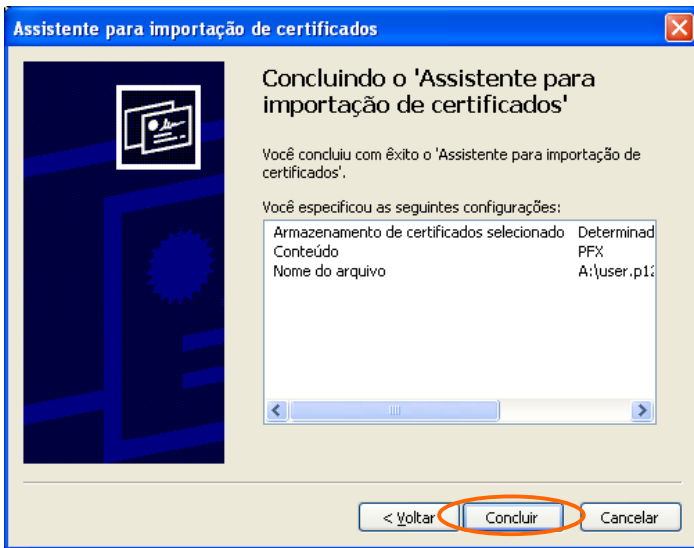 Assistente para importação de certificados
Concluindo o 'Assistente para
importação de certificados'
Você concluiu com êxito o 'Assistente para importação de
certificados'.
Você especificou as seguintes configurações:
Armazenamento de certificados selecionado Determinad
Conteúdo PFX
Nome do arquivo A:\user.p12
< Voltar Concluir Cancelar